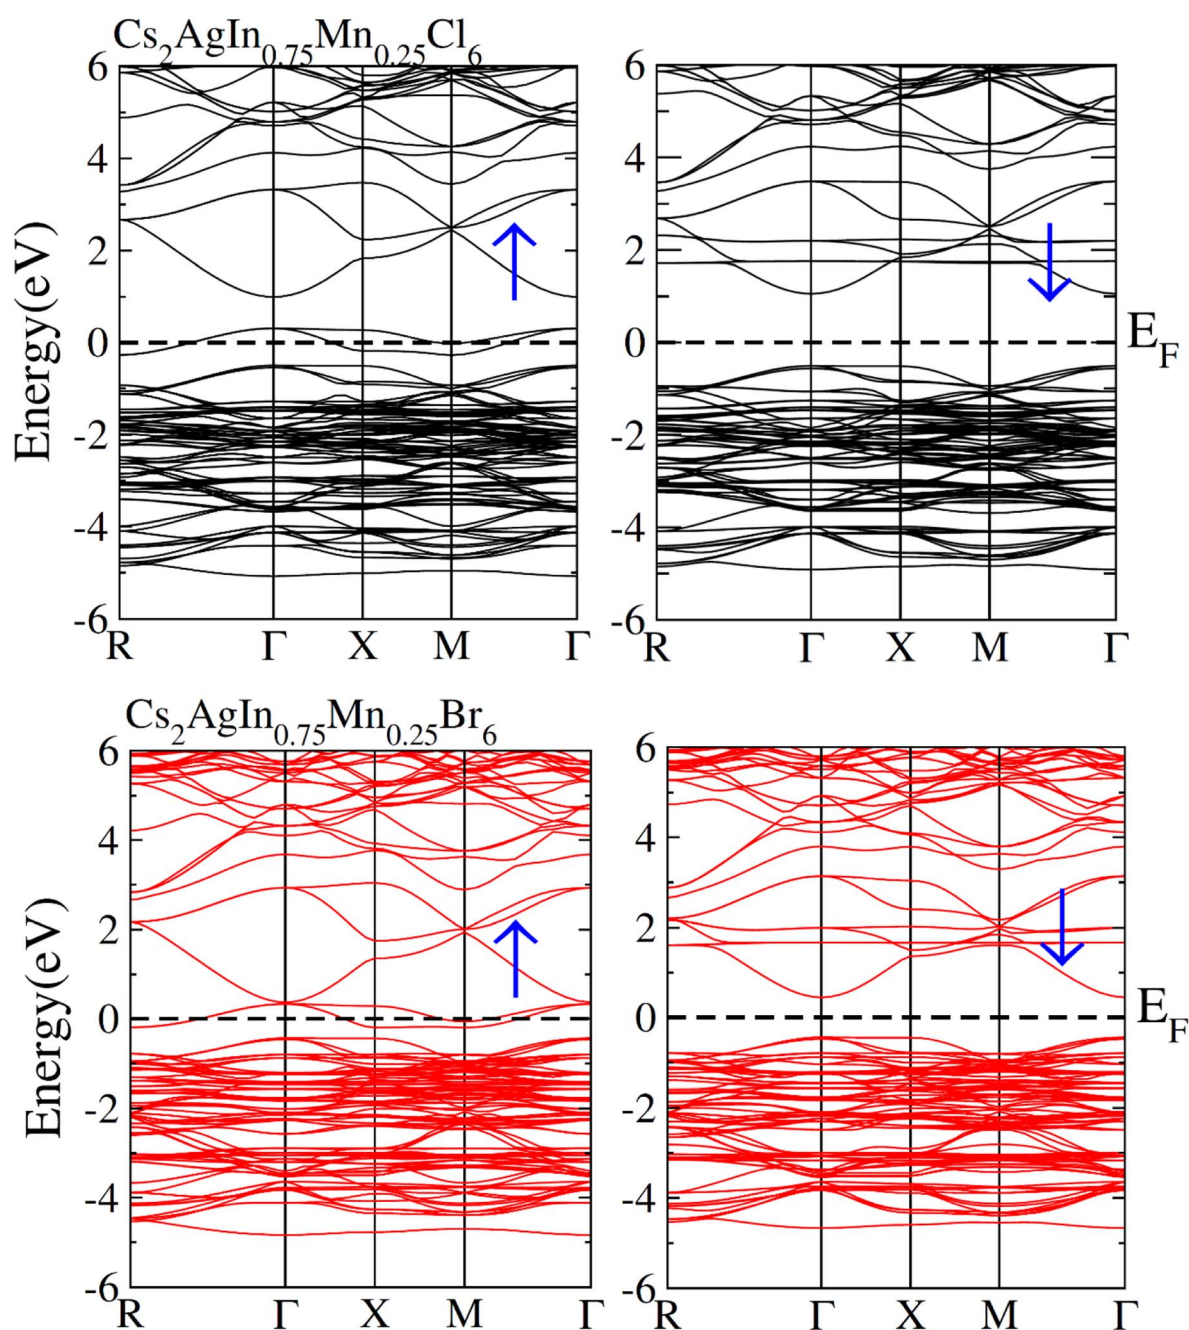 Cs₂AgIn₀.₇₅Mn₀.₂₅Cl₆
6
4
2
0
-2
-4
-6
Energy(eV)
R Γ X M Γ
6
4
2
0
-2
-4
-6
E_F
R Γ X M Γ
Cs₂AgIn₀.₇₅Mn₀.₂₅Br₆
6
4
2
0
-2
-4
-6
Energy(eV)
R Γ X M Γ
6
4
2
0
-2
-4
-6
E_F
R Γ X M Γ